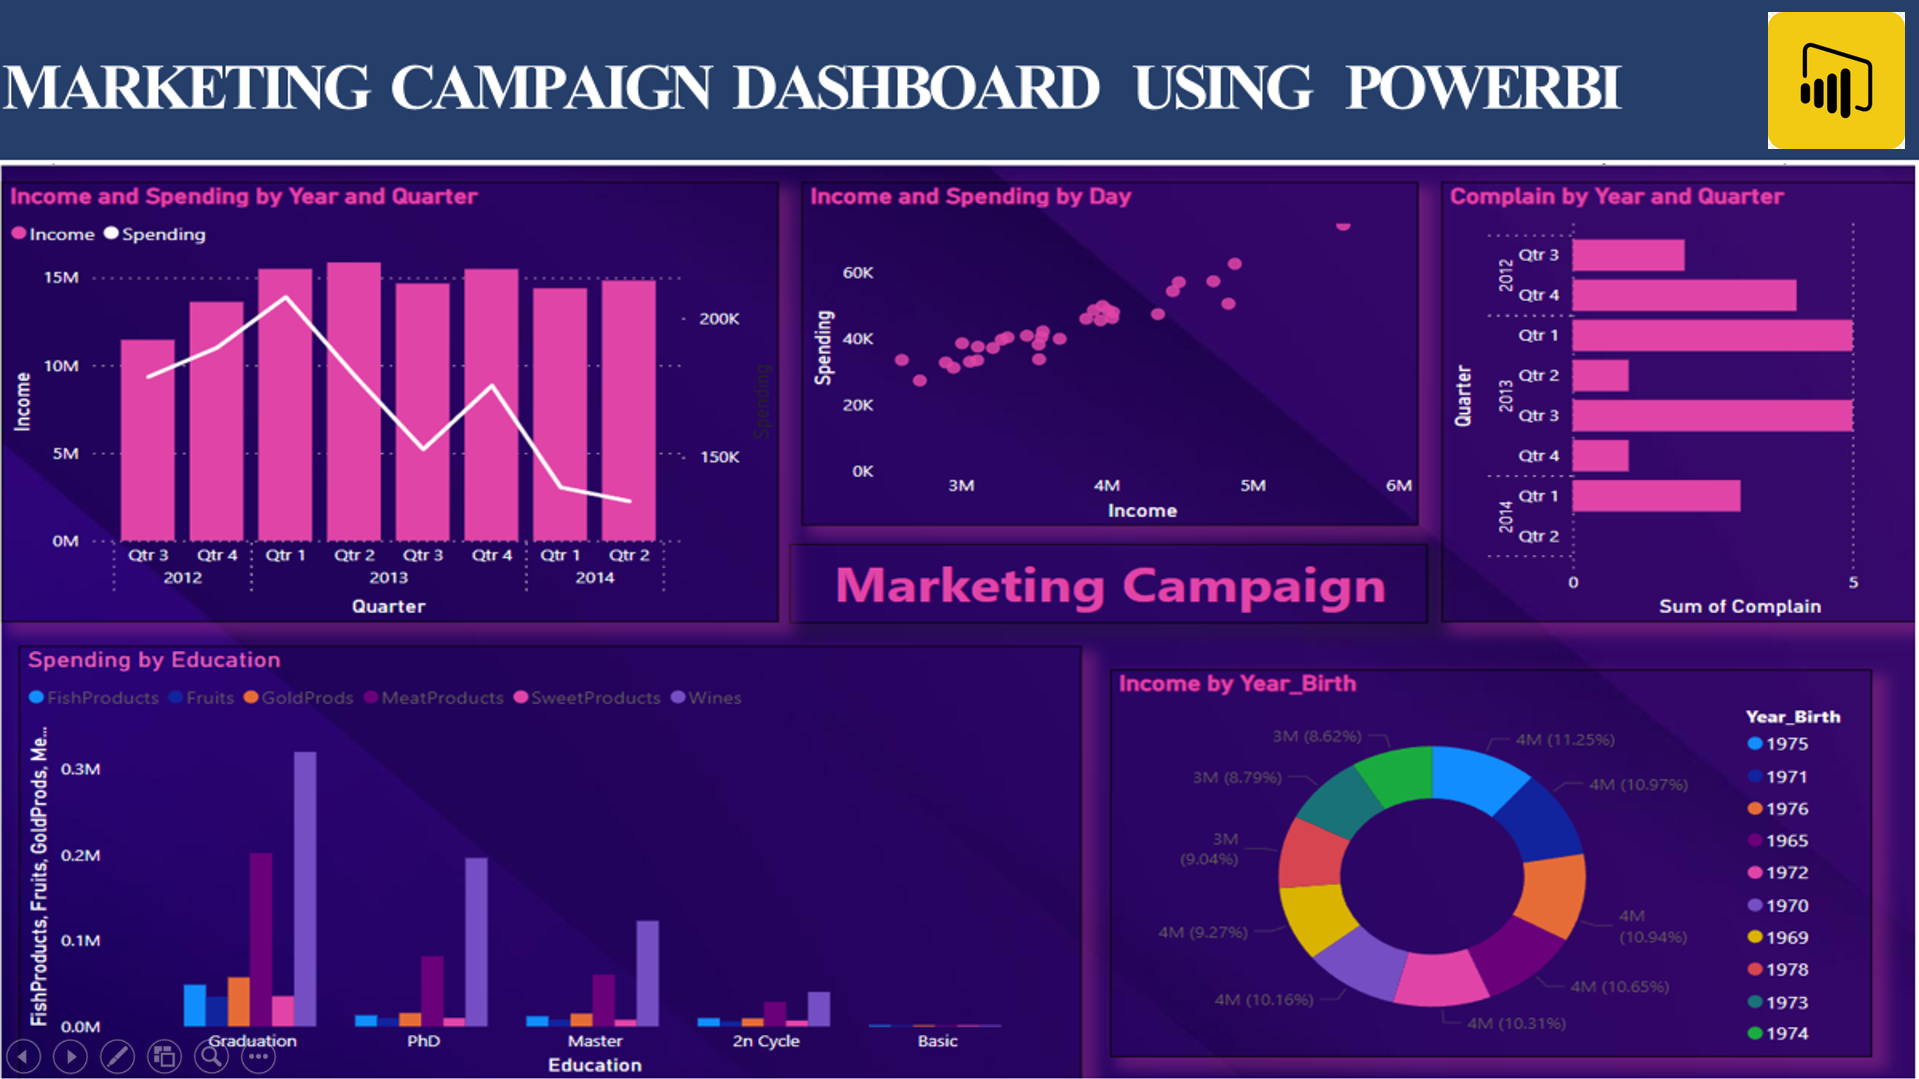 MARKETING CAMPAIGN DASHBOARD USING POWERBI
Income and Spending by Year and Quarter
Income Spending
15M
10M
5M
0M
Income
200K
150K
Spending
Qtr 3 Qtr 4 Qtr 1 Qtr 2 Qtr 3 Qtr 4 Qtr 1 Qtr 2
2012 2013 2014
Quarter
Income and Spending by Day
60K
40K
20K
0K
Spending
3M 4M 5M 6M
Income
Marketing Campaign
Complain by Year and Quarter
Quarter
2012
2013
2014
Qtr 3
Qtr 4
Qtr 1
Qtr 2
Qtr 3
Qtr 4
Qtr 1
Qtr 2
0 5
Sum of Complain
Spending by Education
FishProducts Fruits GoldProds MeatProducts SweetProducts Wines
FishProducts, Fruits, GoldProds, Me...
0.3M
0.2M
0.1M
0.0M
Graduation PhD Master 2n Cycle Basic
Education
Income by Year_Birth
3M (8.62%)
4M (11.25%)
3M (8.79%)
4M (10.97%)
3M
(9.04%)
4M
(10.94%)
4M (9.27%)
4M (10.65%)
4M (10.16%)
4M (10.31%)
Year_Birth
1975
1971
1976
1965
1972
1970
1969
1978
1973
1974